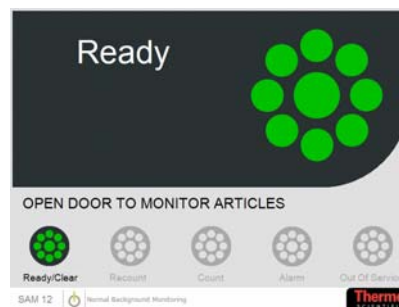 Ready
OPEN DOOR TO MONITOR ARTICLES
Ready/Clear Recount Count Alarm Out Of Service
SAM 12 Normal Background Monitoring Thermo
SCIENTIFIC